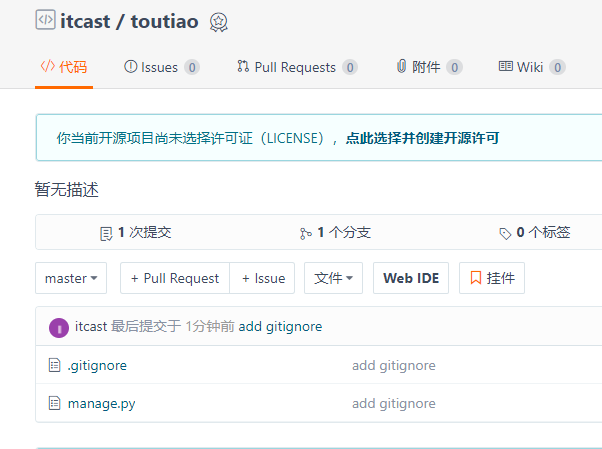 itcast / toutiao
代码 Issues 0 Pull Requests 0 附件 0 Wiki 0
你当前开源项目尚未选择许可证（LICENSE），点此选择并创建开源许可
暂无描述
1 次提交 1 个分支 0 个标签
master + Pull Request + Issue 文件 Web IDE 挂件
itcast 最后提交于 1分钟前 add gitignore
.gitignore add gitignore
manage.py add gitignore